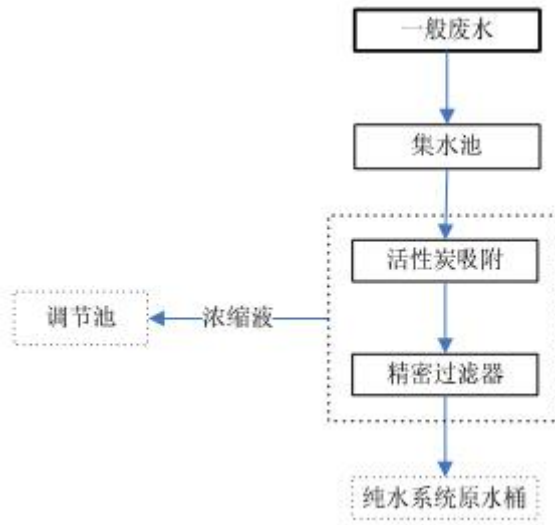 一般废水
集水池
活性炭吸附
调节池
浓缩液
精密过滤器
纯水系统原水桶